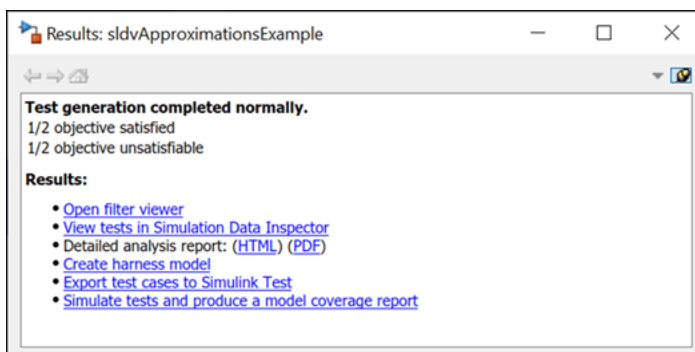 Results: sldvApproximationsExample
Test generation completed normally.
1/2 objective satisfied
1/2 objective unsatisfiable
Results:
• Open filter viewer
• View tests in Simulation Data Inspector
• Detailed analysis report: (HTML) (PDF)
• Create harness model
• Export test cases to Simulink Test
• Simulate tests and produce a model coverage report